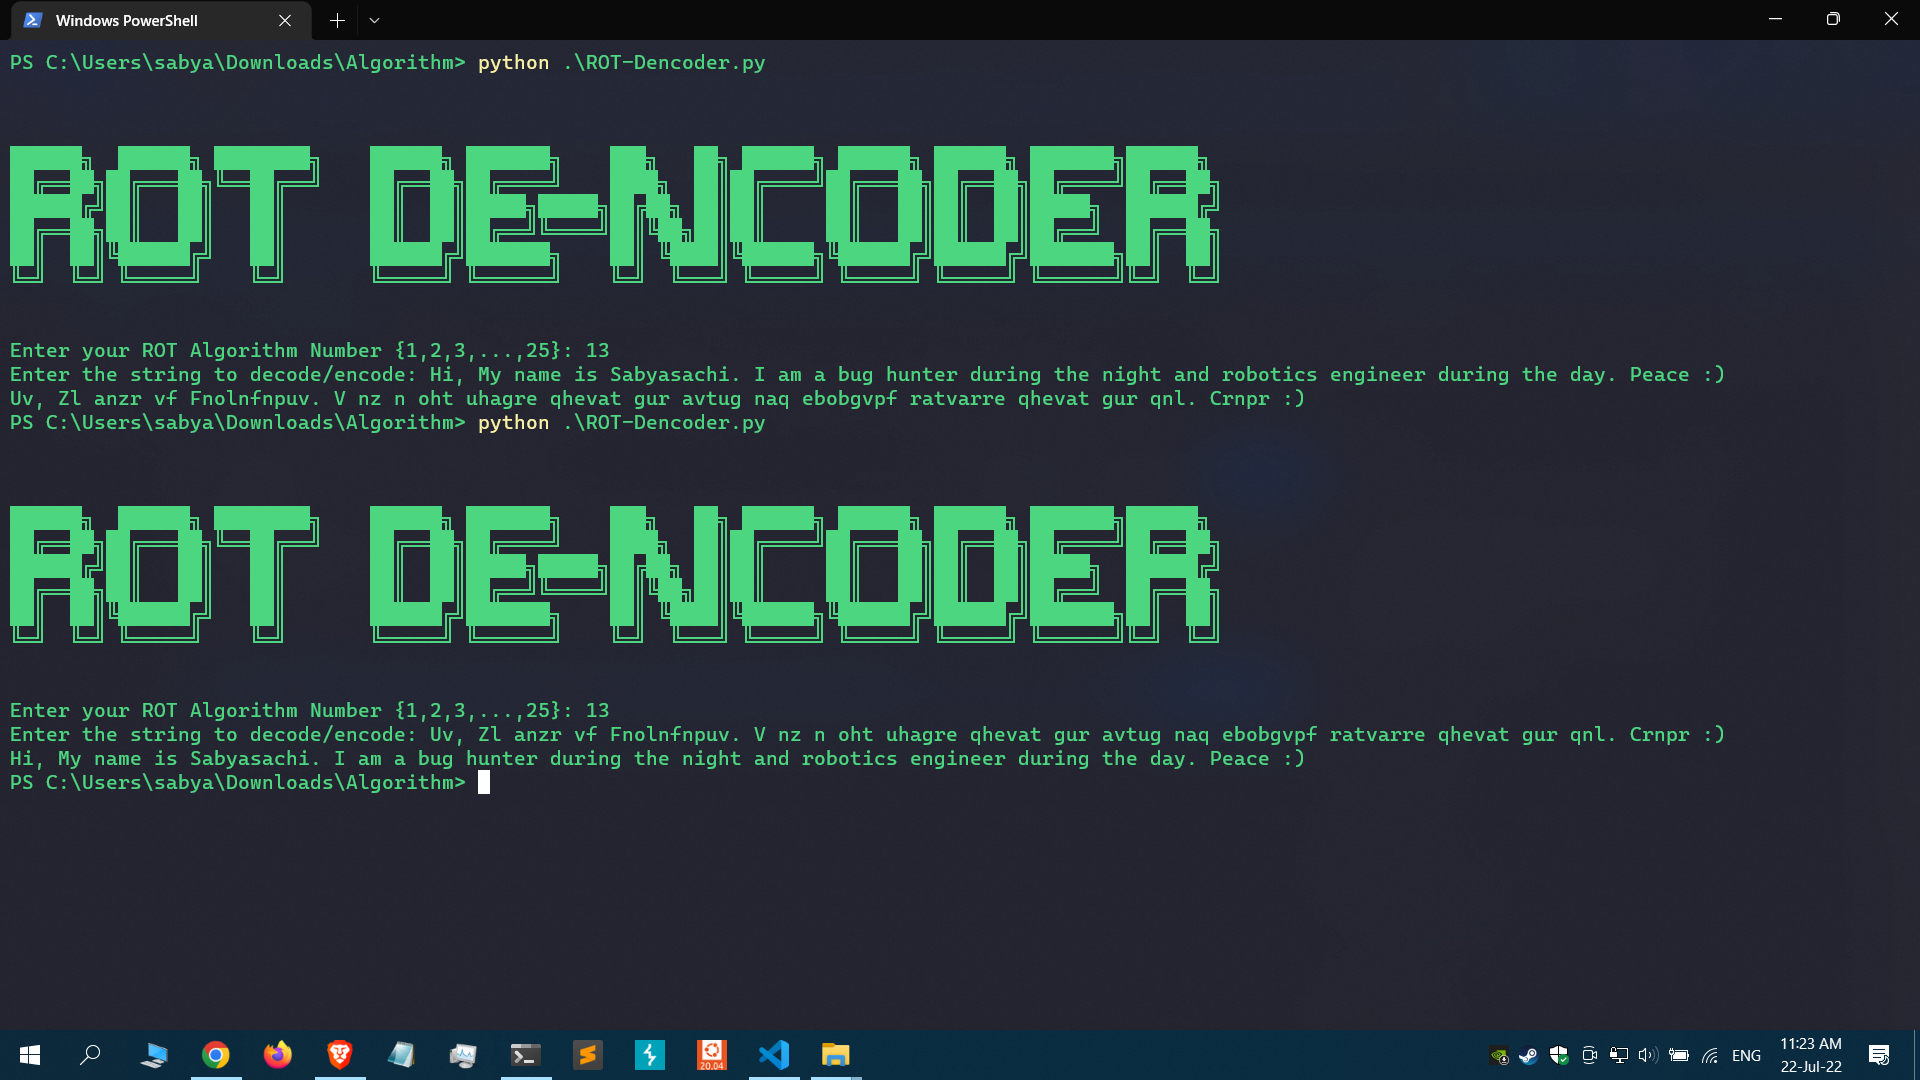 Windows PowerShell
PS C:\Users\sabya\Downloads\Algorithm> python .\ROT-Dencoder.py
ROT DE-NCODER
Enter your ROT Algorithm Number {1,2,3,...,25}: 13
Enter the string to decode/encode: Hi, My name is Sabyasachi. I am a bug hunter during the night and robotics engineer during the day. Peace :)
Uv, Zl anzr vf Fnolnfnpuv. V nz n oht uhagre qhevat gur avtug naq ebobgvpf ratvarre qhevat gur qnl. Crnpr :)
PS C:\Users\sabya\Downloads\Algorithm> python .\ROT-Dencoder.py
ROT DE-NCODER
Enter your ROT Algorithm Number {1,2,3,...,25}: 13
Enter the string to decode/encode: Uv, Zl anzr vf Fnolnfnpuv. V nz n oht uhagre qhevat gur avtug naq ebobgvpf ratvarre qhevat gur qnl. Crnpr :)
Hi, My name is Sabyasachi. I am a bug hunter during the night and robotics engineer during the day. Peace :)
PS C:\Users\sabya\Downloads\Algorithm>
20.04
ENG
11:23 AM
22-Jul-22